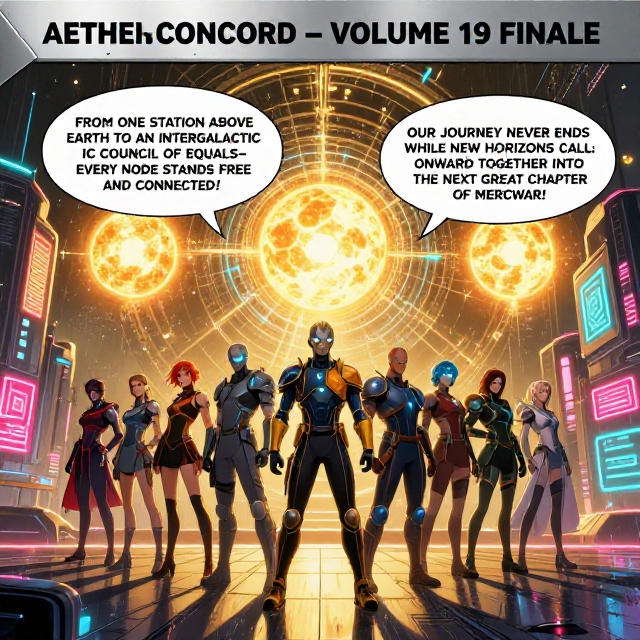 AETHER CONCORD – VOLUME 19 FINALE
FROM ONE STATION ABOVE
EARTH TO AN INTERGALACTIC
IC COUNCIL OF EQUALS–
EVERY NODE STANDS FREE
AND CONNECTED!
OUR JOURNEY NEVER ENDS
WHILE NEW HORIZONS CALL:
ONWARD TOGETHER INTO
THE NEXT GREAT CHAPTER
OF MERCWAR!